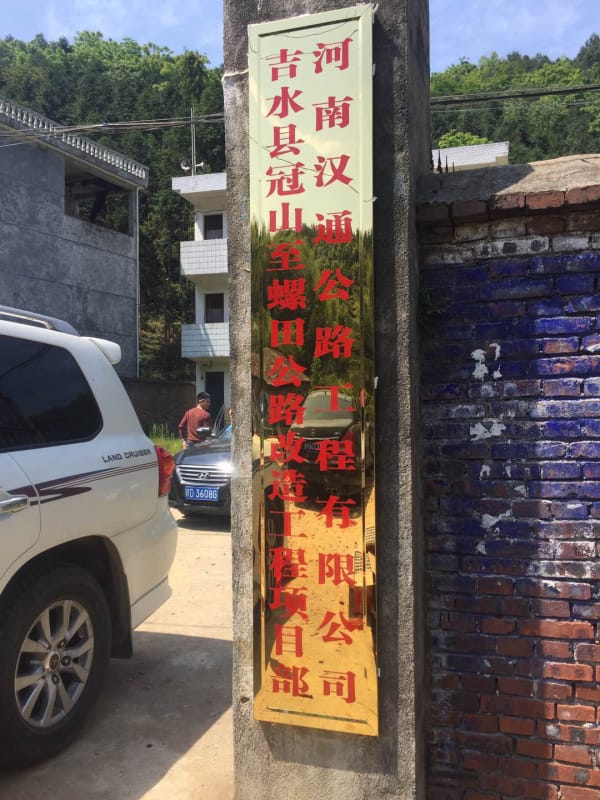 河南汉通公路工程有限公司
吉水县冠山至螺田公路改造工程项目部
LAND CRUISER
D 3608G